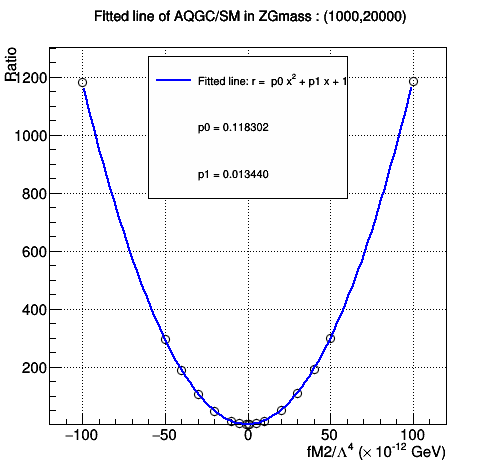 FItted line of AQGC/SM in ZGmass : (1000,20000)
Ratio
Fitted line: r = p0 x² + p1 x + 1
p0 = 0.118302
p1 = 0.013440
1200
1000
800
600
400
200
−100 −50 0 50 100
fM2/Λ⁴ (× 10⁻¹² GeV)